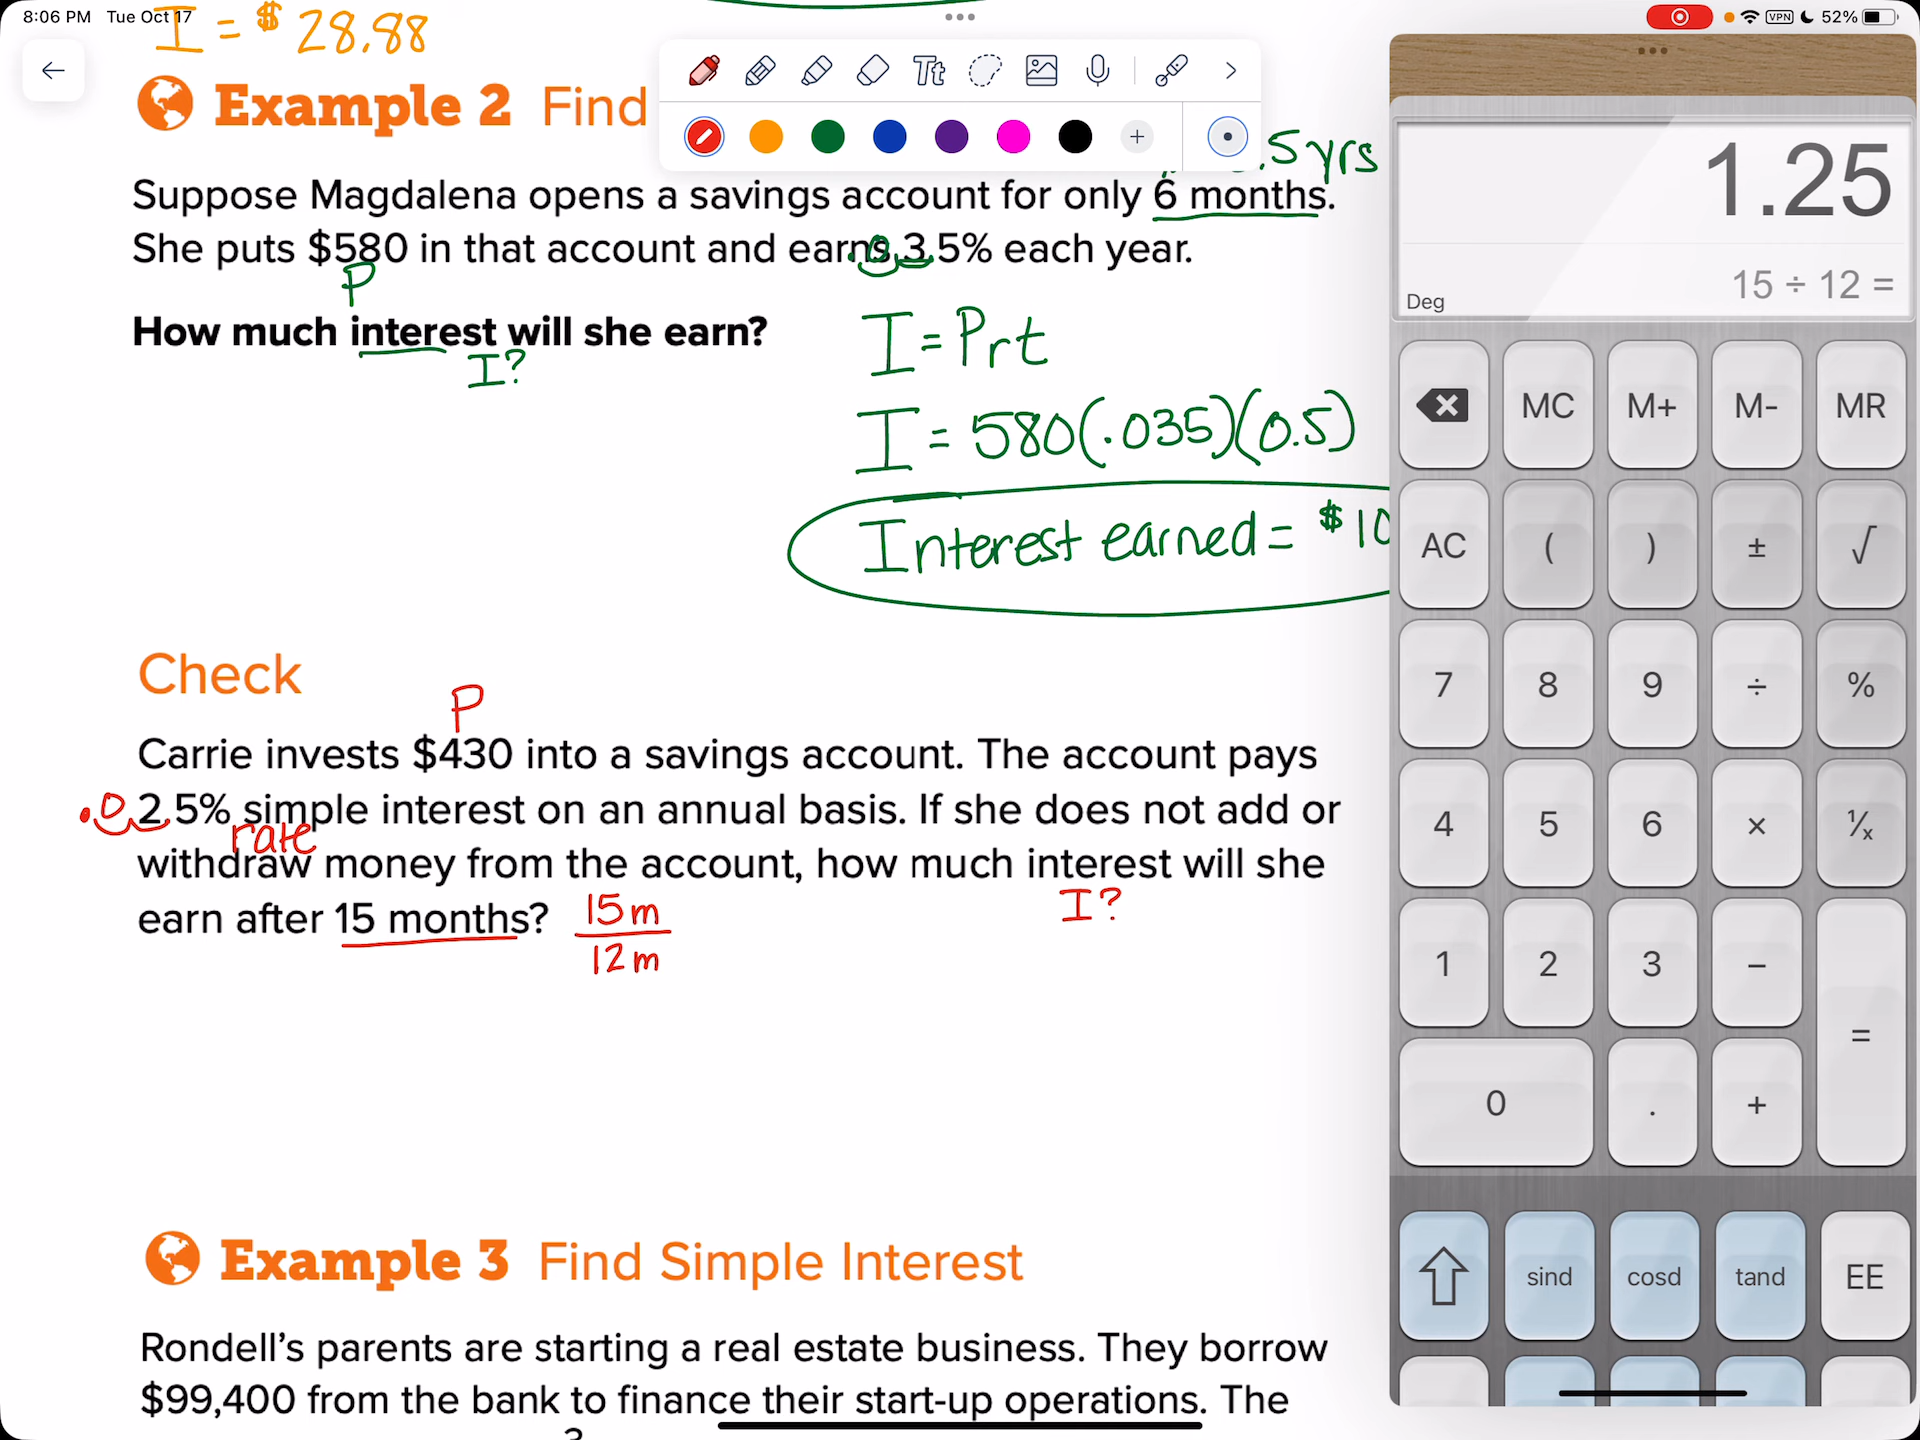 8:06 PM Tue Oct 17
VPN 52%
I = $ 28.88
Example 2 Find
.5 yrs
Suppose Magdalena opens a savings account for only 6 months.
She puts $580 in that account and earns 3.5% each year.
.0
P
How much interest will she earn?
I?
I = Prt
I = 580(.035)(0.5)
Interest earned = $10
Check
P
Carrie invests $430 into a savings account. The account pays
.0 2.5% simple interest on an annual basis. If she does not add or
rate
withdraw money from the account, how much interest will she
I?
earn after 15 months? 15m
12m
Example 3 Find Simple Interest
Rondell’s parents are starting a real estate business. They borrow
$99,400 from the bank to finance their start-up operations. The
Tt
1.25
15 ÷ 12 =
Deg
MC M+ M- MR
AC ( ) ± √
7 8 9 ÷ %
4 5 6 × 1/x
1 2 3 −
=
0 . +
sind cosd tand EE